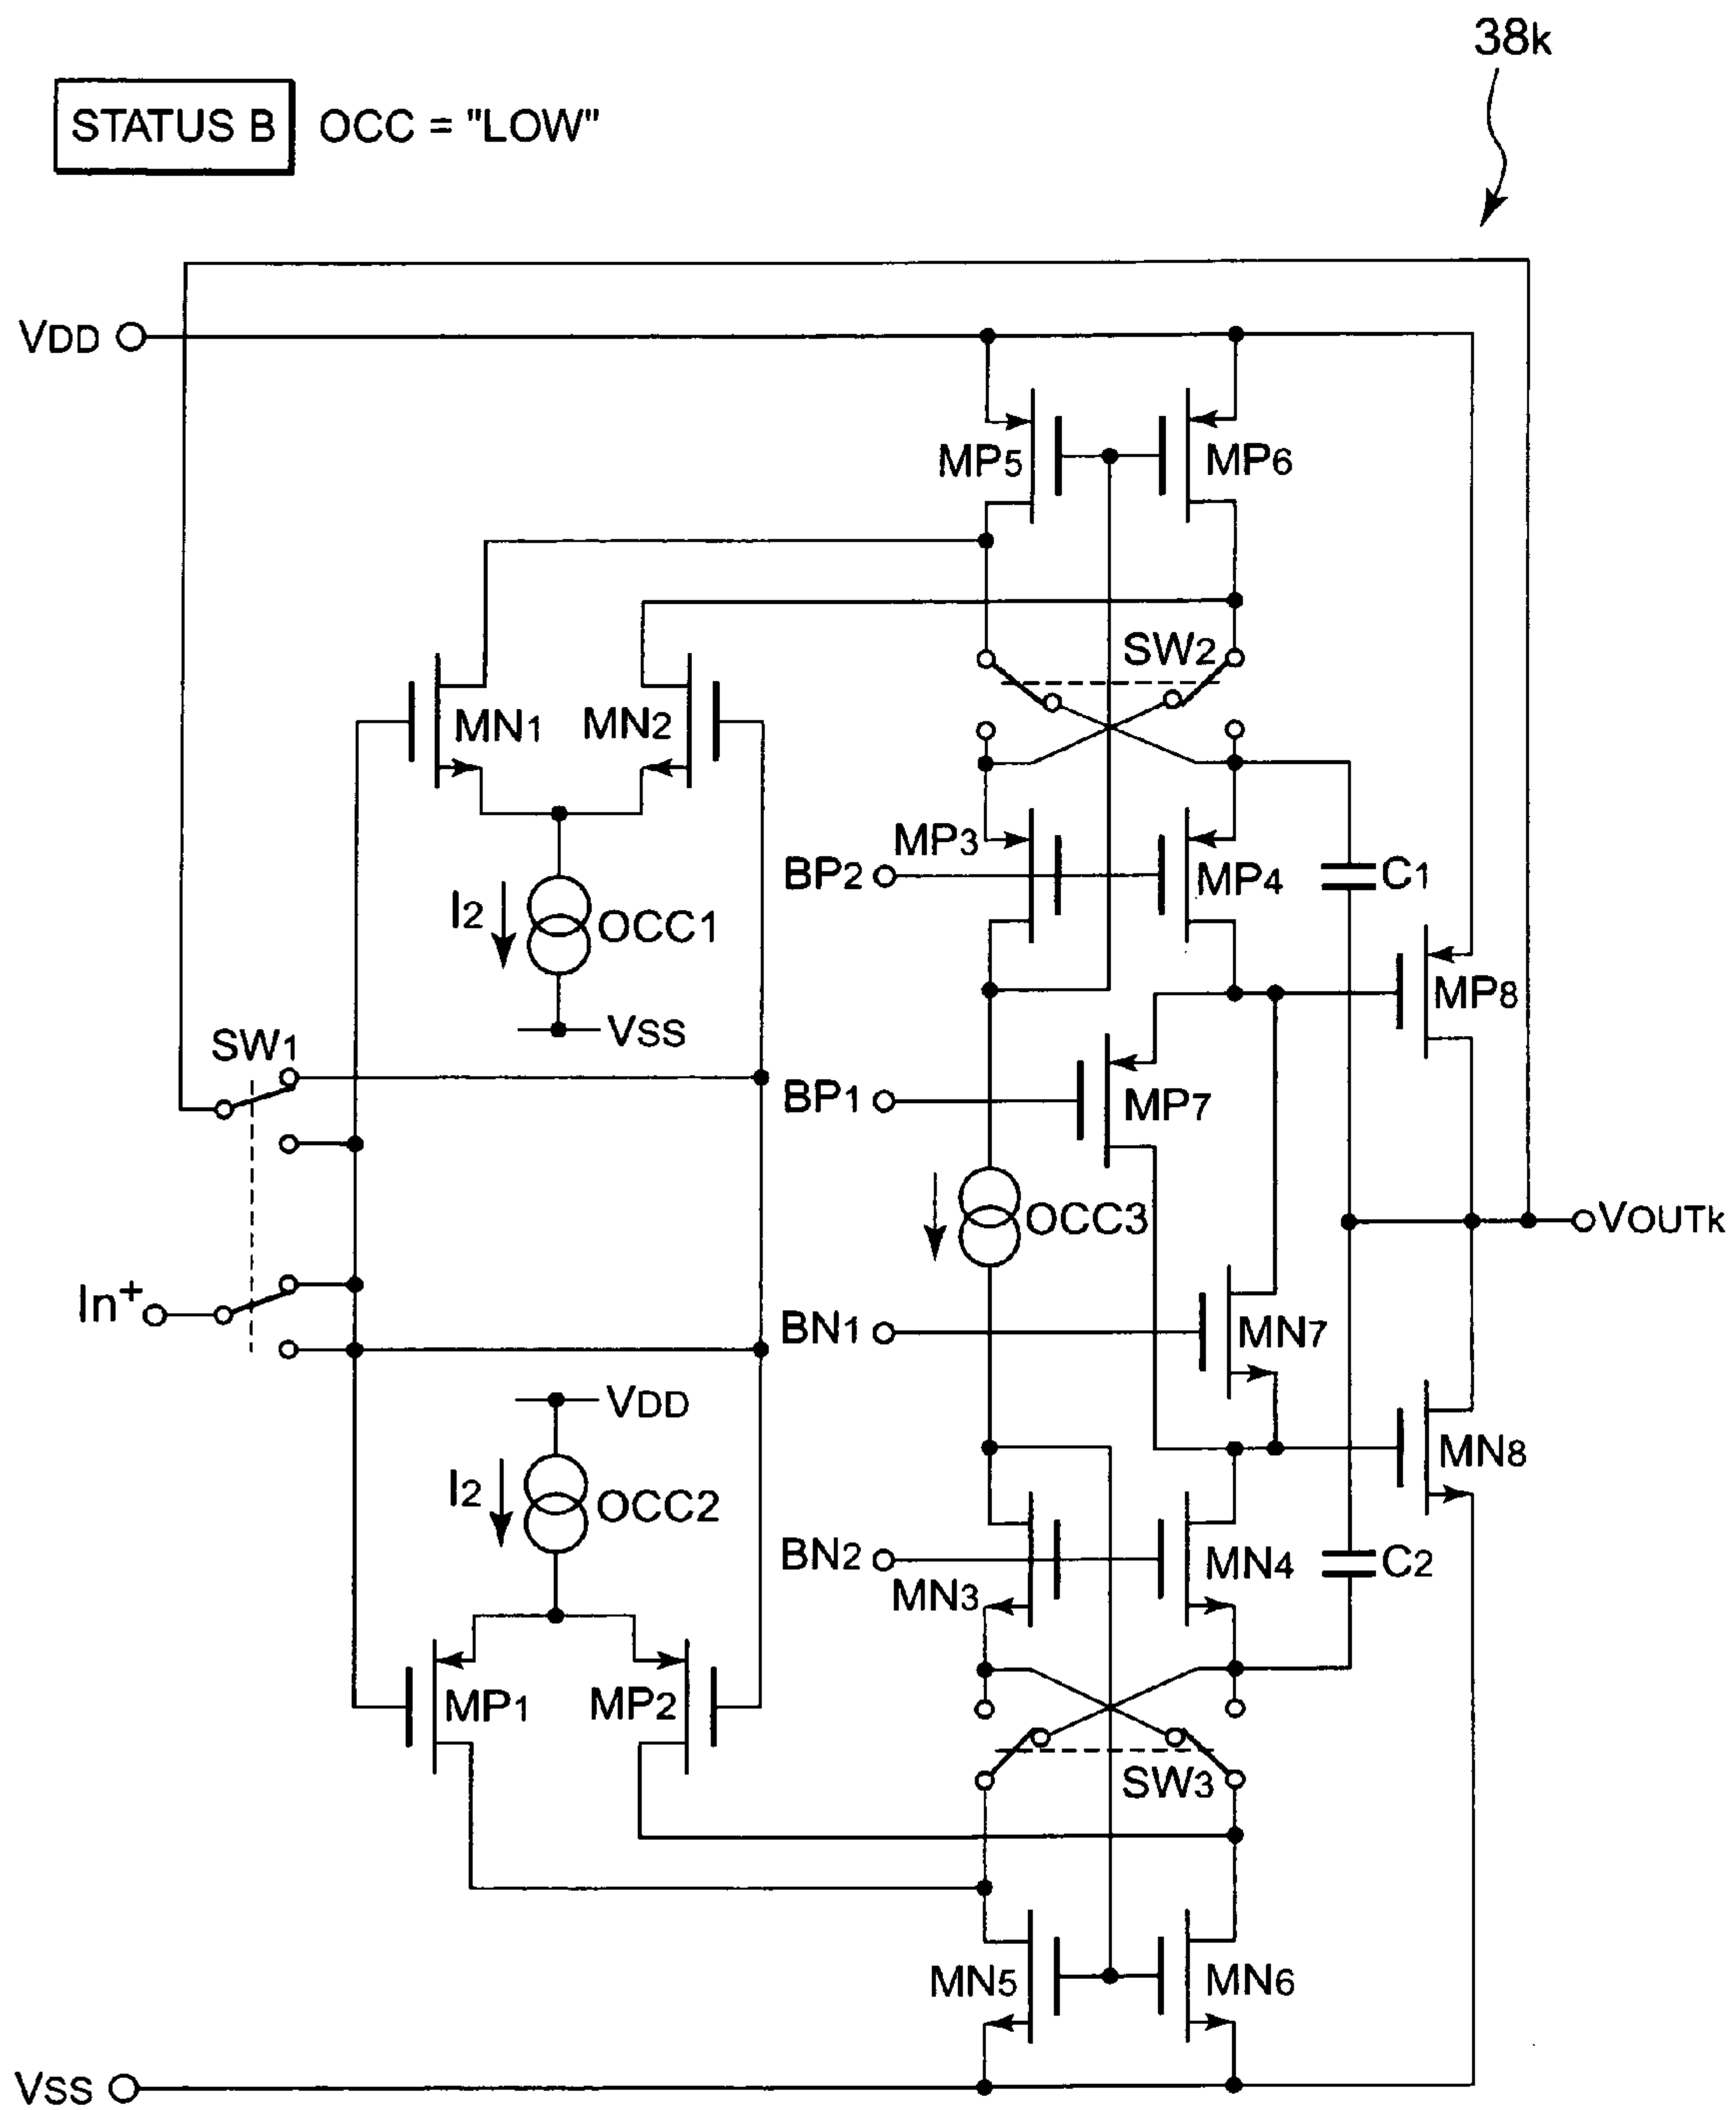 38k
STATUS B OCC = "LOW"
VDD
MP5
MP6
SW2
MN1
MN2
MP3
BP2
MP4
C1
I2
OCC1
MP8
VSS
SW1
BP1
MP7
OCC3
VOUTk
In+
BN1
MN7
VDD
MN8
I2
OCC2
BN2
MN3
MN4
C2
MP1
MP2
SW3
MN5
MN6
VSS